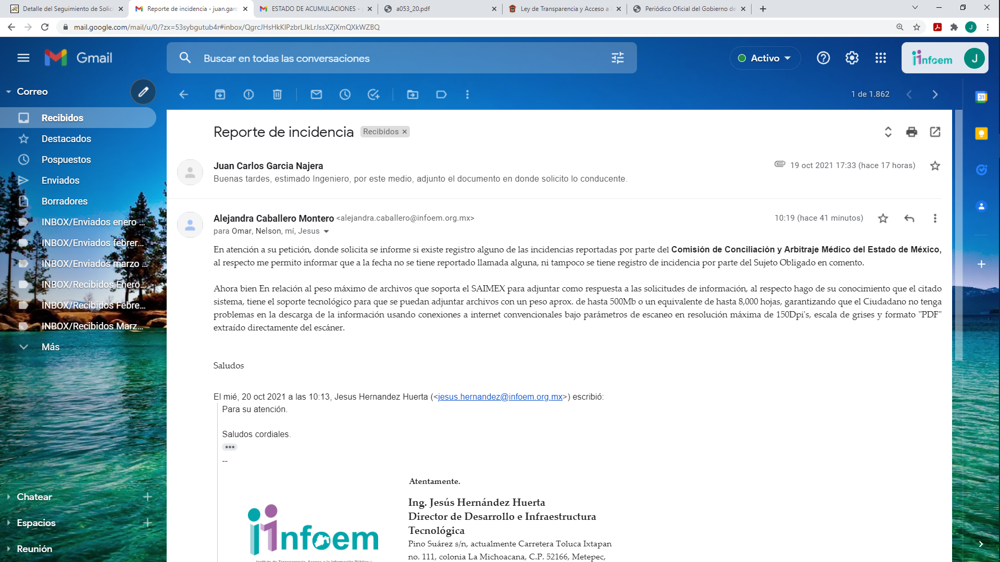 Detalle del Seguimiento de Solici
Reporte de incidencia - juan.garc
ESTADO DE ACUMULACIONES -
a053_20.pdf
Ley de Transparencia y Acceso a
Periódico Oficial del Gobierno de
mail.google.com/mail/u/0/?zx=53sybgutub4r#inbox/QgrcJHsHkKlPzbrLJkLrJssXZjXmQXkWZBQ
J
Gmail
Buscar en todas las conversaciones
Activo
infoem
J
Correo
1 de 1.862
31
Recibidos
Destacados
Pospuestos
Enviados
Borradores
INBOX/Enviados enero ...
INBOX/Enviados febrer...
INBOX/Enviados marzo ...
INBOX/Recibidos Enero...
INBOX/Recibidos Febre...
INBOX/Recibidos Marz...
Más
Chatear
Espacios
Reunión
Reporte de incidencia
Recibidos
Juan Carlos Garcia Najera
19 oct 2021 17:33 (hace 17 horas)
Buenas tardes, estimado Ingeniero, por este medio, adjunto el documento en donde solicito lo conducente.
Alejandra Caballero Montero <alejandra.caballero@infoem.org.mx>
10:19 (hace 41 minutos)
para Omar, Nelson, mí, Jesus
En atención a su petición, donde solicita se informe si existe registro alguno de las incidencias reportadas por parte del Comisión de Conciliación y Arbitraje Médico del Estado de México,
al respecto me permito informar que a la fecha no se tiene reportado llamada alguna, ni tampoco se tiene registro de incidencia por parte del Sujeto Obligado en comento.
Ahora bien En relación al peso máximo de archivos que soporta el SAIMEX para adjuntar como respuesta a las solicitudes de información, al respecto hago de su conocimiento que el citado
sistema, tiene el soporte tecnológico para que se puedan adjuntar archivos con un peso aprox. de hasta 500Mb o un equivalente de hasta 8,000 hojas, garantizando que el Ciudadano no tenga
problemas en la descarga de la información usando conexiones a internet convencionales bajo parámetros de escaneo en resolución máxima de 150Dpi's, escala de grises y formato "PDF"
extraído directamente del escáner.
Saludos
El mié, 20 oct 2021 a las 10:13, Jesus Hernandez Huerta (<jesus.hernandez@infoem.org.mx>) escribió:
Para su atención.
Saludos cordiales.
--
Atentamente.
Ing. Jesús Hernández Huerta
Director de Desarrollo e Infraestructura
Tecnológica
Pino Suárez s/n, actualmente Carretera Toluca Ixtapan
no. 111, colonia La Michoacana, C.P. 52166, Metepec,
infoem